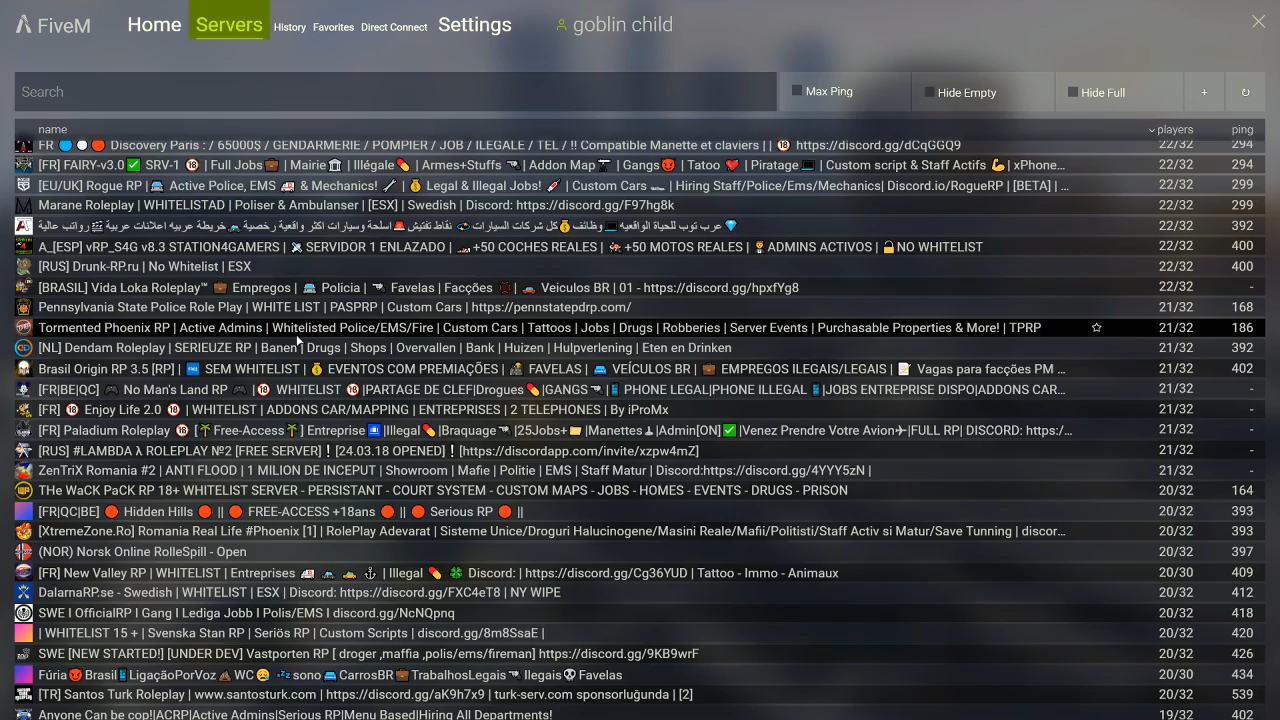 FiveM Home Servers History Favorites Direct Connect Settings goblin child
Search Max Ping Hide Empty Hide Full + ↻
name players ping
FR 🔵 ⚪ 🔴 Discovery Paris : / 65000$ / GENDARMERIE / POMPIER / JOB / ILEGALE / TEL / !! Compatible Manette et claviers | | 🔞 https://discord.gg/dCqGGQ9 22/32 294
[FR] FAIRY-v3.0 ✅ SRV-1 🔞 | Full Jobs💼 | Mairie🏛 | Illégale💊 | Armes+Stuffs 🔫 | Addon Map | Gangs😈 | Tatoo ❤️ | Piratage💻 | Custom script & Staff Actifs 💪 | xPhone... 22/32 294
[EU/UK] Rogue RP |🚔 Active Police, EMS 🚑 & Mechanics! 🔧 | 💰 Legal & Illegal Jobs! 🚀 | Custom Cars 🏎 | Hiring Staff/Police/Ems/Mechanics| Discord.io/RogueRP | [BETA] | ... 22/32 299
Marane Roleplay | WHITELISTAD | Poliser & Ambulanser | [ESX] | Swedish | Discord: https://discord.gg/F97hg8k 22/32 299
عرب توب للحياة الواقعيه💻وظائف💰كل شركات السيارات 💫 نقاط تفتيش🚨اسلحة وسيارات اكثر واقعية رخصية🚗خريطة عربيه اعلانات عربية🎬رواتب عالية 💎 22/32 392
A_[ESP] vRP_S4G v8.3 STATION4GAMERS | 🛰 SERVIDOR 1 ENLAZADO | 🏎+50 COCHES REALES | 🏍 +50 MOTOS REALES | 👨‍⚕️ADMINS ACTIVOS | 🔓NO WHITELIST 22/32 400
[RUS] Drunk-RP.ru | No Whitelist | ESX 22/32 400
[BRASIL] Vida Loka Roleplay™ 💼 Empregos | 🚔 Policia | 🔫 Favelas | Facções | 🚗 Veiculos BR | 01 - https://discord.gg/hpxfYg8 22/32 -
Pennsylvania State Police Role Play | WHITE LIST | PASPRP | Custom Cars | https://pennstatepdrp.com/ 21/32 168
Tormented Phoenix RP | Active Admins | Whitelisted Police/EMS/Fire | Custom Cars | Tattoos | Jobs | Drugs | Robberies | Server Events | Purchasable Properties & More! | TPRP ☆ 21/32 186
[NL] Dendam Roleplay | SERIEUZE RP | Banen | Drugs | Shops | Overvallen | Bank | Huizen | Hulpverlening | Eten en Drinken 21/32 392
Brasil Origin RP 3.5 [RP] | 🆓 SEM WHITELIST | 💰 EVENTOS COM PREMIAÇÕES | FAVELAS | 🚘 VEÍCULOS BR | 💼 EMPREGOS ILEGAIS/LEGAIS | 📝 Vagas para facções PM ... 21/32 402
[FR|BE|QC] 🎮 No Man's Land RP | 🔞 WHITELIST 🔞|PARTAGE DE CLEF|Drogues💊|GANGS🔫| 📱PHONE LEGAL|PHONE ILLEGAL 📱|JOBS ENTREPRISE DISPO|ADDONS CAR... 21/32 -
[FR] 🔞 Enjoy Life 2.0 🔞 | WHITELIST | ADDONS CAR/MAPPING | ENTREPRISES | 2 TELEPHONES | By iProMx 21/32 -
[FR] Paladium Roleplay 🔞 [🌴Free-Access🌴] Entreprise|Illegal💊|Braquage 🔫|25Jobs+📁|Manettes🕹|Admin[ON]✅|Venez Prendre Votre Avion✈|FULL RP| DISCORD: https:/... 21/32 -
[RUS] #LAMBDA λ ROLEPLAY №2 [FREE SERVER]❗[24.03.18 OPENED]❗[https://discordapp.com/invite/xzpw4mZ] 21/32 -
ZenTriX Romania #2 | ANTI FLOOD | 1 MILION DE INCEPUT | Showroom | Mafie | Politie | EMS | Staff Matur | Discord:https://discord.gg/4YYY5zN | 21/32 -
THe WaCK PaCK RP 18+ WHITELIST SERVER - PERSISTANT - COURT SYSTEM - CUSTOM MAPS - JOBS - HOMES - EVENTS - DRUGS - PRISON 20/32 164
[FR|QC|BE] 🔴 Hidden Hills 🔴 || 🔴 FREE-ACCESS +18ans 🔴 || 🔴 Serious RP 🔴 || 20/32 393
[XtremeZone.Ro] Romania Real Life #Phoenix [1] | RolePlay Adevarat | Sisteme Unice/Droguri Halucinogene/Masini Reale/Mafii/Politisti/Staff Activ si Matur/Save Tunning | discor... 20/32 393
(NOR) Norsk Online RolleSpill - Open 20/32 397
[FR] New Valley RP | WHITELIST | Entreprises 🚑 🚕 🚓 ⚓ | Illegal 💊 🍀 Discord: | https://discord.gg/Cg36YUD | Tattoo - Immo - Animaux 20/30 409
DalarnaRP.se - Swedish | WHITELIST | ESX | Discord: https://discord.gg/FXC4eT8 | NY WIPE 20/32 412
SWE I OfficialRP I Gang I Lediga Jobb I Polis/EMS I discord.gg/NcNQpnq 20/32 418
| WHITELIST 15 + | Svenska Stan RP | Seriös RP | Custom Scripts | discord.gg/8m8SsaE | 20/32 420
SWE [NEW STARTED!] [UNDER DEV] Vastporten RP [ droger ,maffia ,polis/ems/fireman] https://discord.gg/9KB9wrF 20/32 426
Fúria😈Brasil📱LigaçãoPorVoz💩WC😪 💤sono 🚘CarrosBR💼TrabalhosLegais🔫Ilegais💀Favelas 20/30 434
[TR] Santos Turk Roleplay | www.santosturk.com | https://discord.gg/aK9h7x9 | turk-serv.com sponsorluğunda | [2] 20/32 539
Anyone Can be cop!|ACRP|Active Admins|Serious RP|Menu Based|Hiring All Departments! 19/32 402